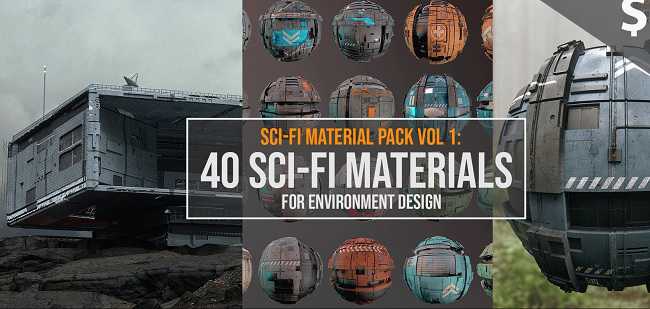 $
SCI-FI MATERIAL PACK VOL 1:
40 SCI-FI MATERIALS
FOR ENVIRONMENT DESIGN